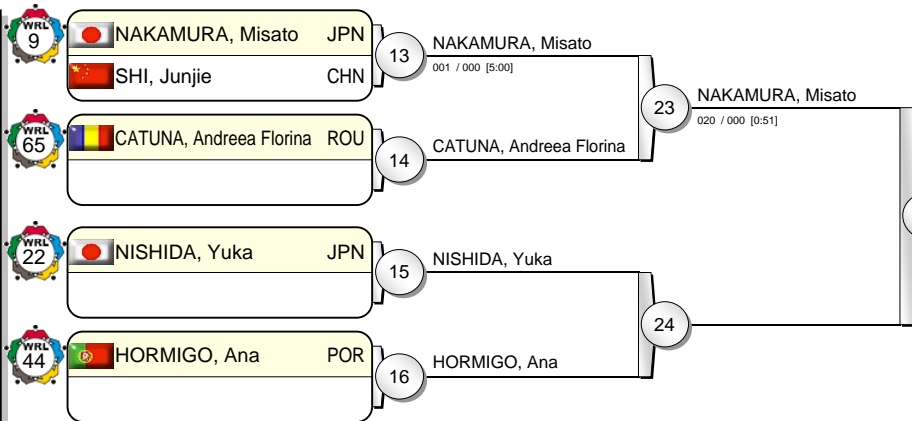 WRL
9
NAKAMURA, Misato JPN
SHI, Junjie CHN
13
NAKAMURA, Misato
001 / 000 [5:00]
23
NAKAMURA, Misato
020 / 000 [0:51]
WRL
65
CATUNA, Andreea Florina ROU
14
CATUNA, Andreea Florina
WRL
22
NISHIDA, Yuka JPN
15
NISHIDA, Yuka
24
WRL
44
HORMIGO, Ana POR
16
HORMIGO, Ana